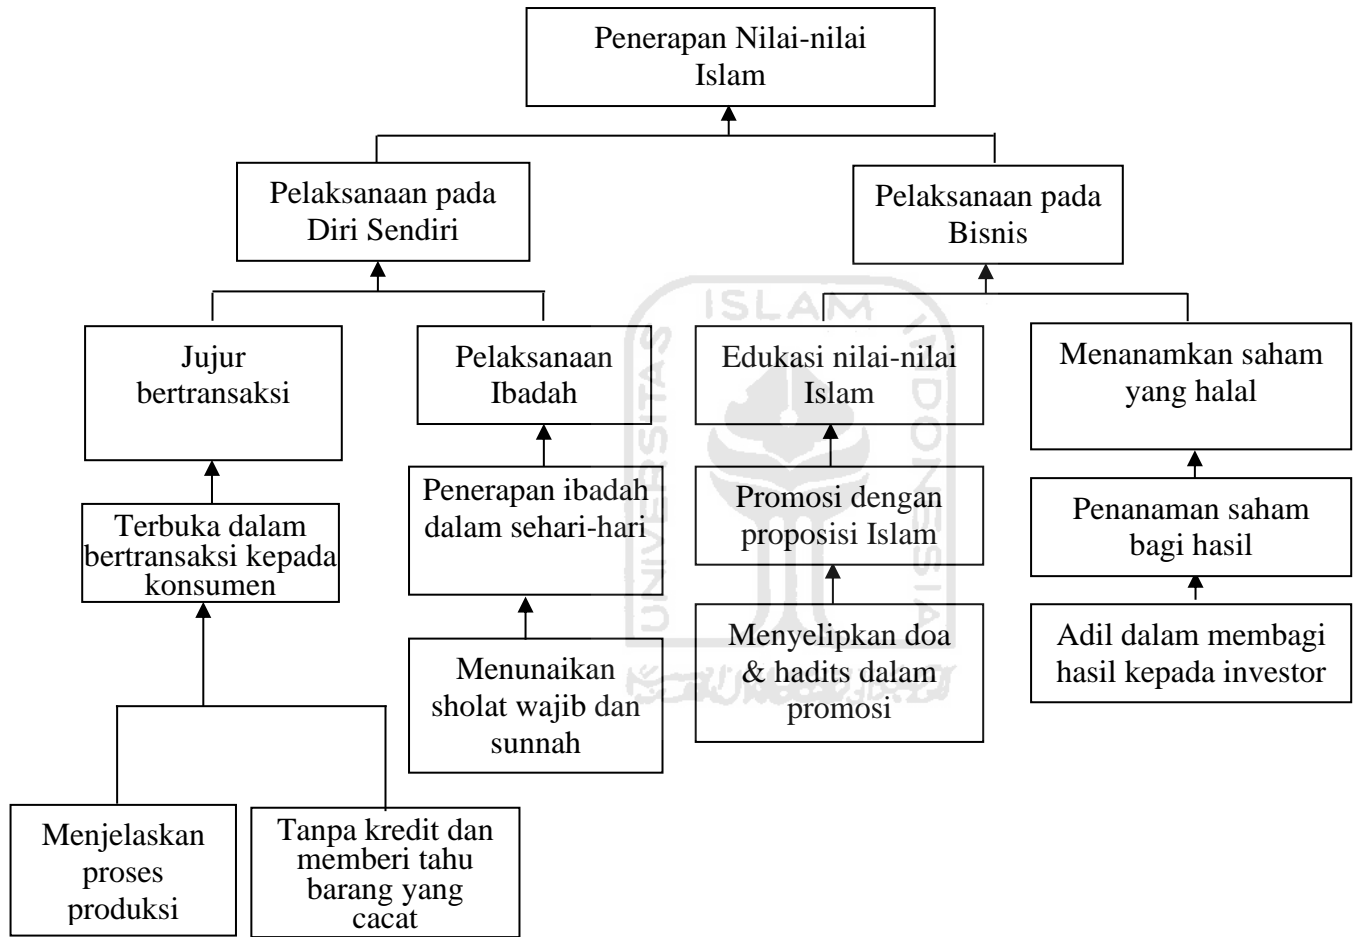 Penerapan Nilai-nilai
Islam
Pelaksanaan pada
Diri Sendiri
Pelaksanaan pada
Bisnis
Jujur
bertransaksi
Pelaksanaan
Ibadah
Edukasi nilai-nilai
Islam
Menanamkan saham
yang halal
Terbuka dalam
bertransaksi kepada
konsumen
Penerapan ibadah
dalam sehari-hari
Promosi dengan
proposisi Islam
Penanaman saham
bagi hasil
Menunaikan
sholat wajib dan
sunnah
Menyelipkan doa
& hadits dalam
promosi
Adil dalam membagi
hasil kepada investor
Menjelaskan
proses
produksi
Tanpa kredit dan
memberi tahu
barang yang
cacat
UNIVERSITAS
ISLAM
INDONESIA